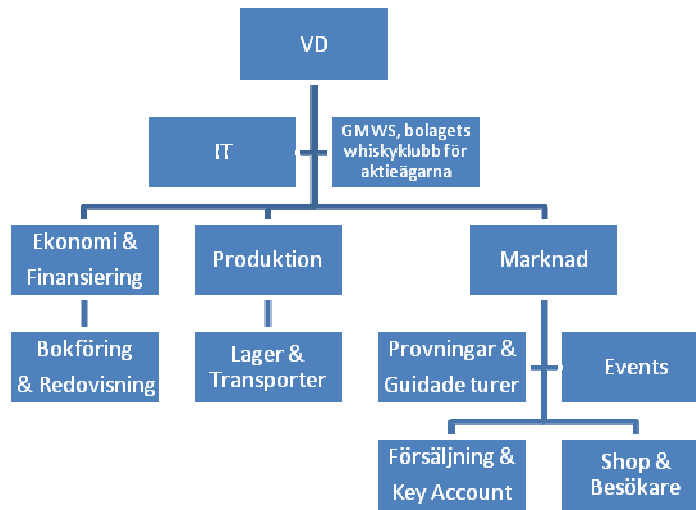 VD
IT
GMWS, bolagets
whiskyklubb för
aktieägarna
Ekonomi &
Finansiering
Produktion
Marknad
Bokföring
& Redovisning
Lager &
Transporter
Provningar &
Guidade turer
Events
Försäljning &
Key Account
Shop &
Besökare